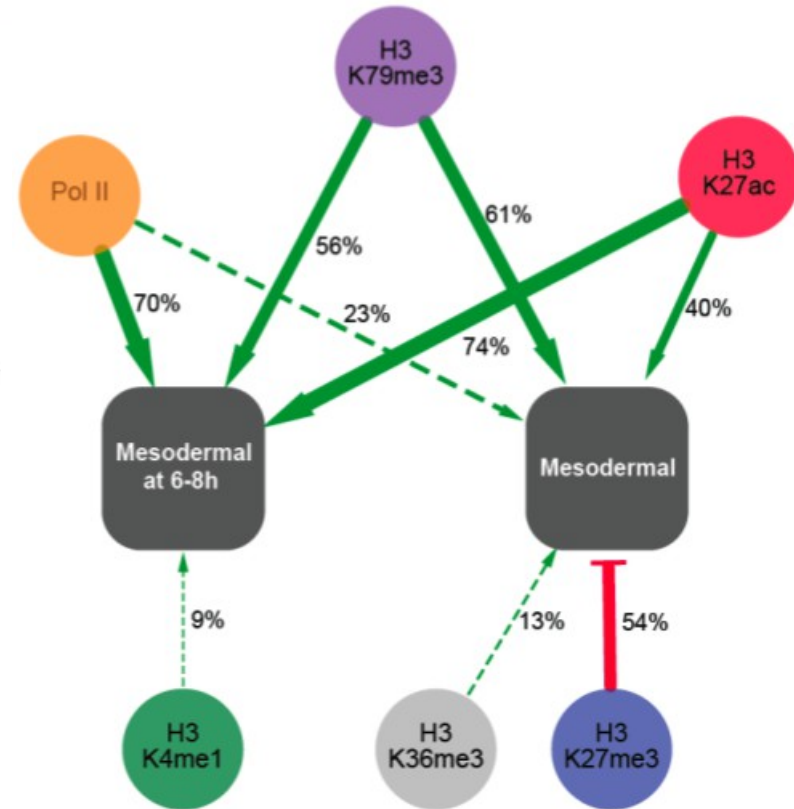 H3
K79me3
Pol II
H3
K27ac
61%
56%
70%
23%
74%
40%
Mesodermal
at 6-8h
Mesodermal
9%
13%
54%
H3
K4me1
H3
K36me3
H3
K27me3